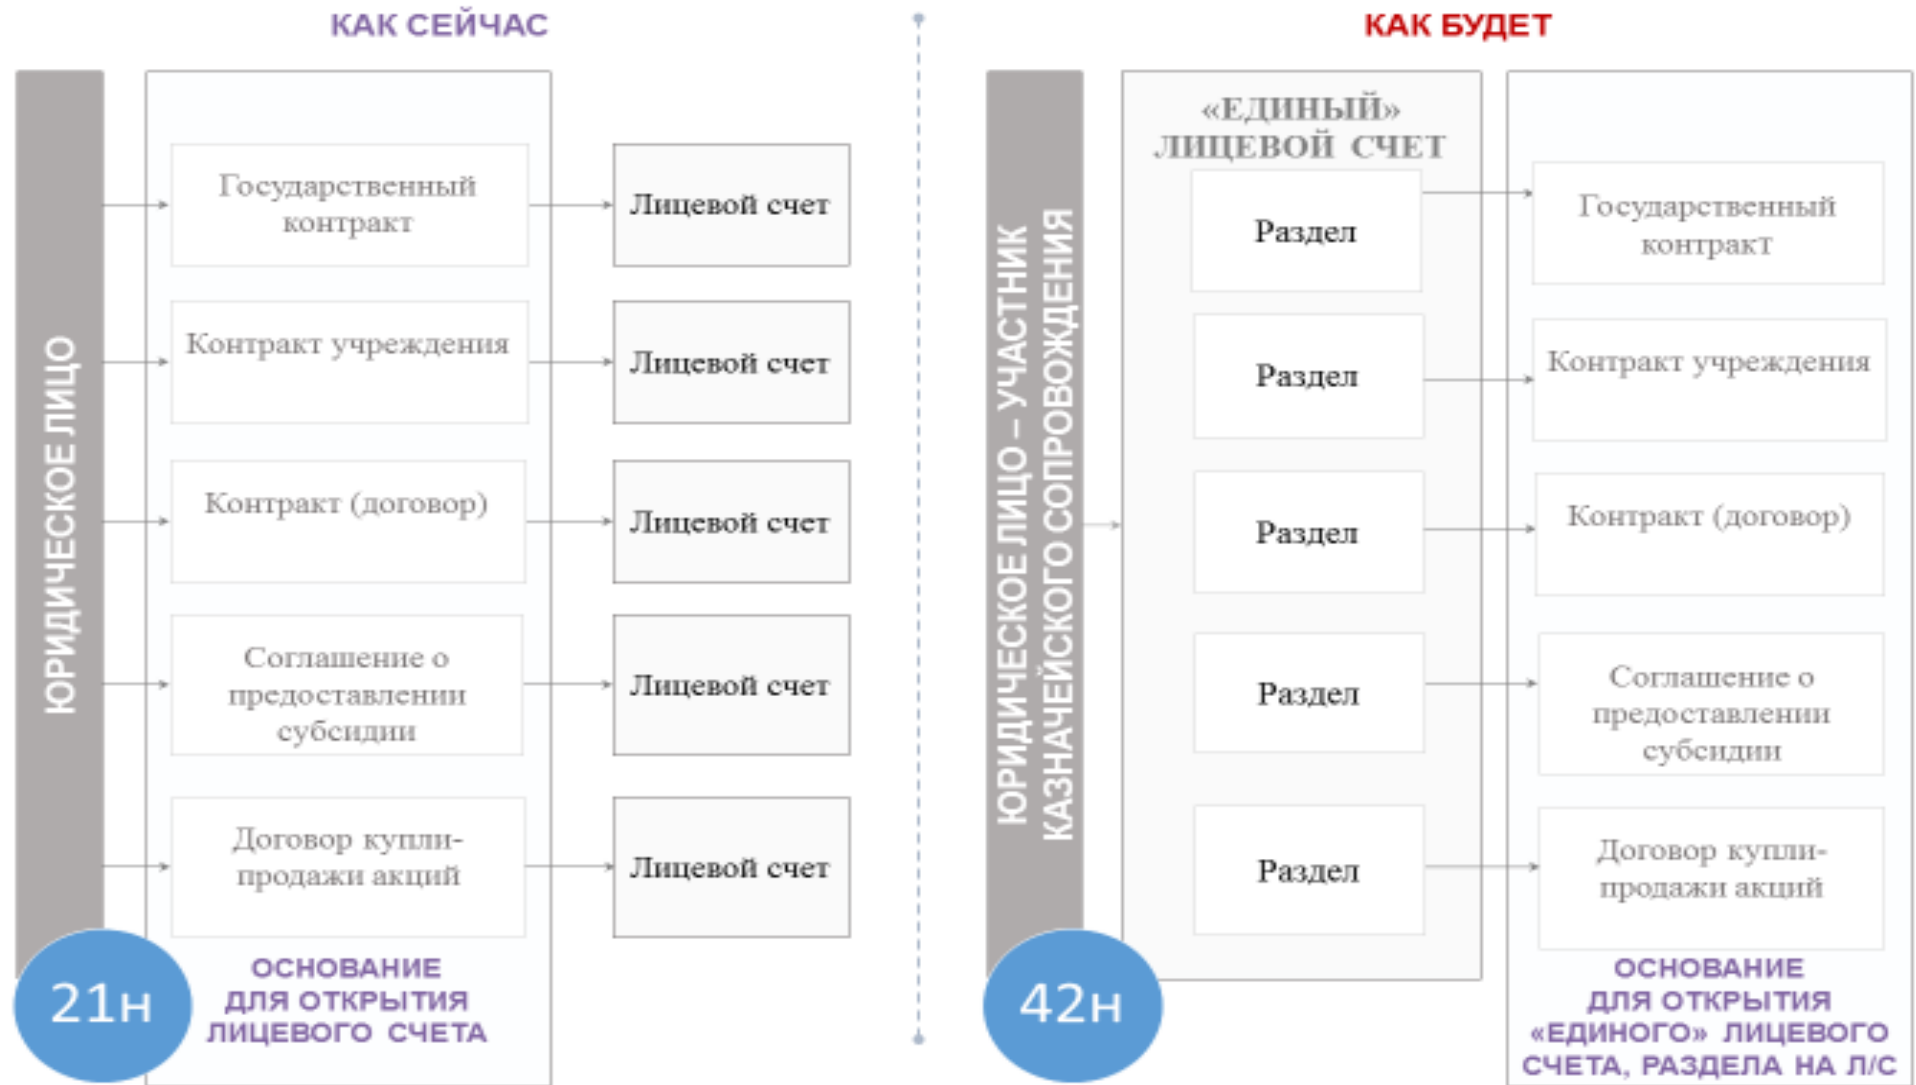 КАК СЕЙЧАС
ЮРИДИЧЕСКОЕ ЛИЦО
Государственный
контракт
Лицевой счет
Контракт учреждения
Лицевой счет
Контракт (договор)
Лицевой счет
Соглашение о
предоставлении
субсидии
Лицевой счет
Договор купли-
продажи акций
Лицевой счет
21н
ОСНОВАНИЕ
ДЛЯ ОТКРЫТИЯ
ЛИЦЕВОГО СЧЕТА
КАК БУДЕТ
ЮРИДИЧЕСКОЕ ЛИЦО – УЧАСТНИК
КАЗНАЧЕЙСКОГО СОПРОВОЖДЕНИЯ
«ЕДИНЫЙ»
ЛИЦЕВОЙ СЧЕТ
Раздел
Государственный
контракт
Раздел
Контракт учреждения
Раздел
Контракт (договор)
Раздел
Соглашение о
предоставлении
субсидии
Раздел
Договор купли-
продажи акций
42н
ОСНОВАНИЕ
ДЛЯ ОТКРЫТИЯ
«ЕДИНОГО» ЛИЦЕВОГО
СЧЕТА, РАЗДЕЛА НА Л/С